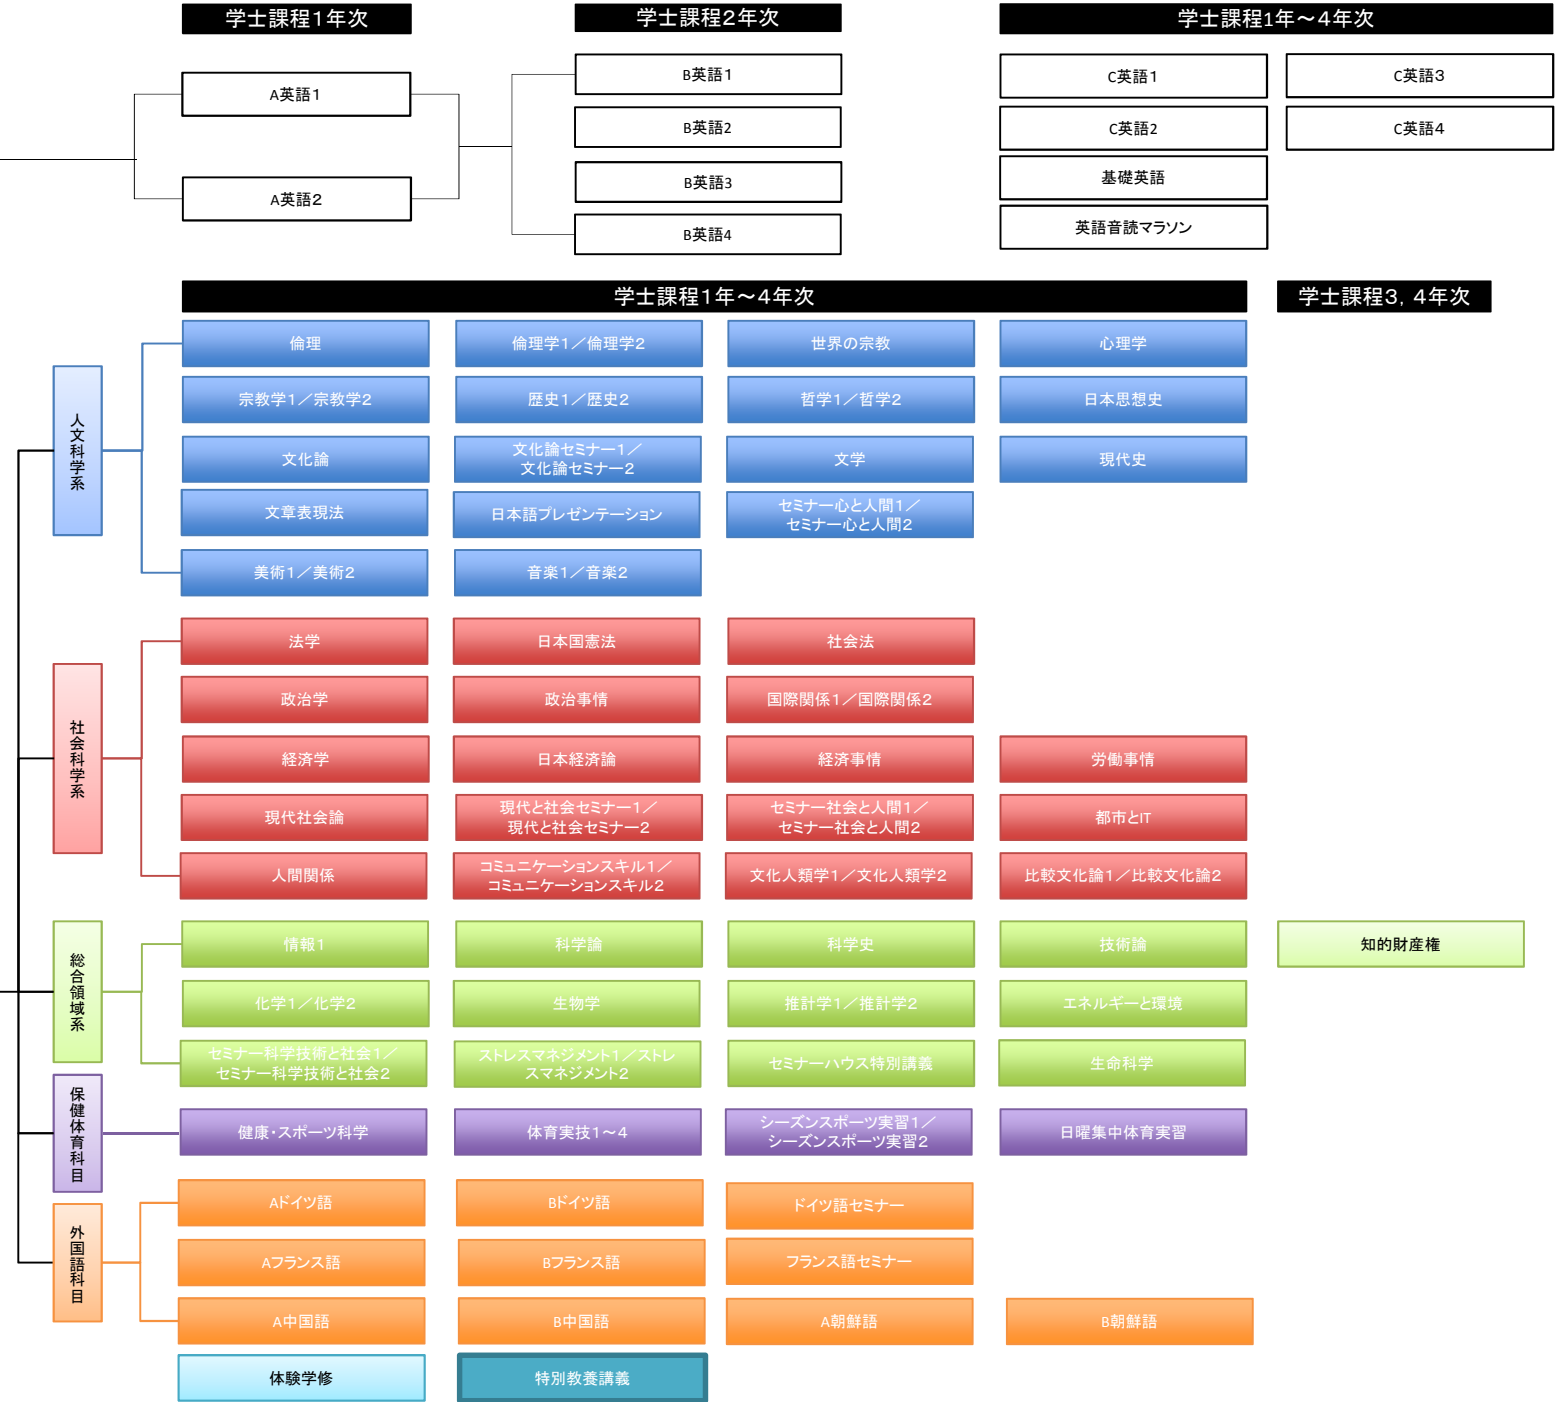 学士課程１年次
学士課程２年次
学士課程1年～４年次
A英語１
A英語２
B英語１
B英語２
B英語３
B英語４
C英語１
C英語３
C英語２
C英語４
基礎英語
英語音読マラソン
学士課程１年～４年次
学士課程３，４年次
人文科学系
倫理
倫理学１／倫理学２
世界の宗教
心理学
宗教学１／宗教学２
歴史１／歴史２
哲学１／哲学２
日本思想史
文化論
文化論セミナー１／
文化論セミナー２
文学
現代史
文章表現法
日本語プレゼンテーション
セミナー心と人間１／
セミナー心と人間２
美術１／美術２
音楽１／音楽２
社会科学系
法学
日本国憲法
社会法
政治学
政治事情
国際関係１／国際関係２
経済学
日本経済論
経済事情
労働事情
現代社会論
現代と社会セミナー１／
現代と社会セミナー２
セミナー社会と人間１／
セミナー社会と人間２
都市とIT
人間関係
コミュニケーションスキル１／
コミュニケーションスキル２
文化人類学１／文化人類学２
比較文化論１／比較文化論２
総合領域系
情報１
科学論
科学史
技術論
知的財産権
化学１／化学２
生物学
推計学１／推計学２
エネルギーと環境
セミナー科学技術と社会１／
セミナー科学技術と社会２
ストレスマネジメント１／ストレ
スマネジメント２
セミナーハウス特別講義
生命科学
保健体育科目
健康・スポーツ科学
体育実技１～４
シーズンスポーツ実習１／
シーズンスポーツ実習２
日曜集中体育実習
外国語科目
Aドイツ語
Bドイツ語
ドイツ語セミナー
Aフランス語
Bフランス語
フランス語セミナー
A中国語
B中国語
A朝鮮語
B朝鮮語
体験学修
特別教養講義